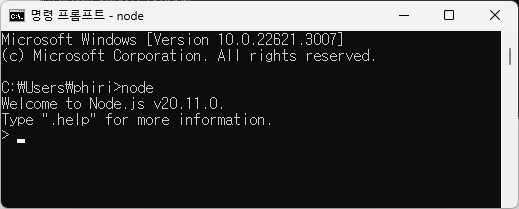 명령 프롬프트 - node
Microsoft Windows [Version 10.0.22621.3007]
(c) Microsoft Corporation. All rights reserved.
C:₩Users₩phiri>node
Welcome to Node.js v20.11.0.
Type ".help" for more information.
>